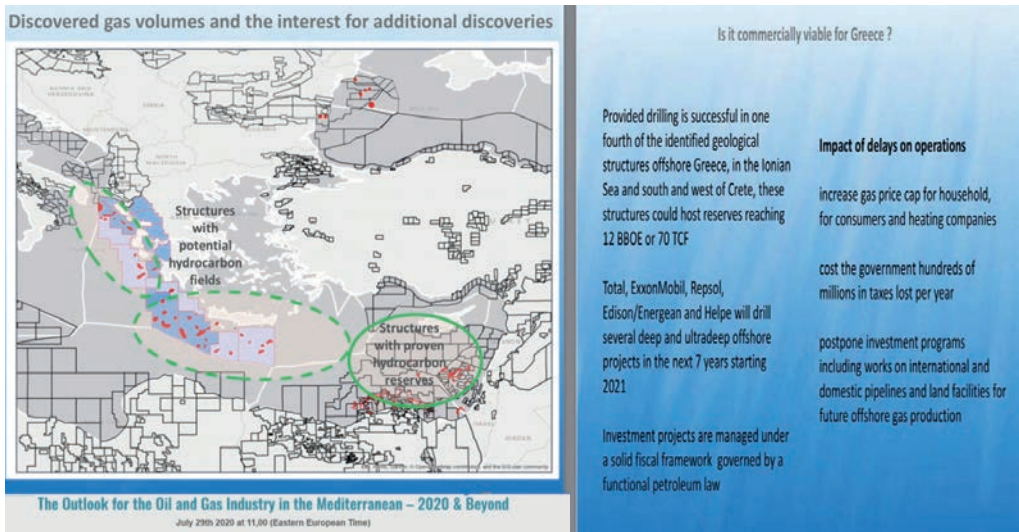 Discovered gas volumes and the interest for additional discoveries
Structures
with
potential
hydrocarbon
fields
Structures
with proven
hydrocarbon
reserves
The Outlook for the Oil and Gas Industry in the Mediterranean – 2020 & Beyond
July 29th 2020 at 11,00 (Eastern European Time)
Is it commercially viable for Greece ?
Provided drilling is successful in one
fourth of the identified geological
structures offshore Greece, in the Ionian
Sea and south and west of Crete, these
structures could host reserves reaching
12 BBOE or 70 TCF
Total, ExxonMobil, Repsol,
Edison/Energean and Helpe will drill
several deep and ultradeep offshore
projects in the next 7 years starting
2021
Investment projects are managed under
a solid fiscal framework governed by a
functional petroleum law
Impact of delays on operations
increase gas price cap for household,
for consumers and heating companies
cost the government hundreds of
millions in taxes lost per year
postpone investment programs
including works on international and
domestic pipelines and land facilities for
future offshore gas production